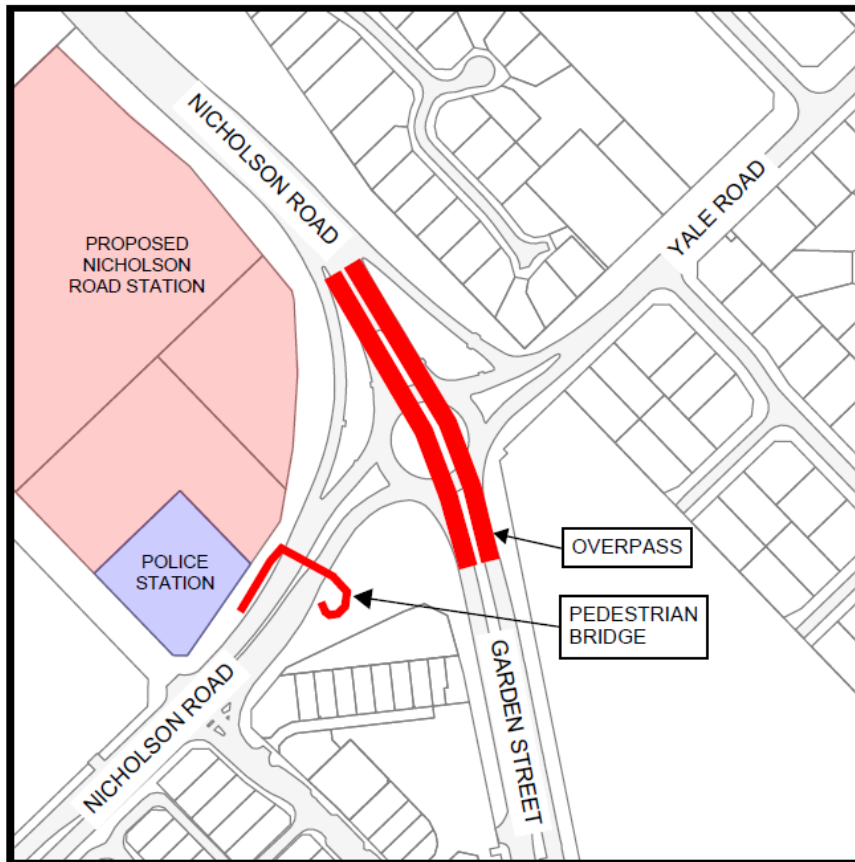 NICHOLSON ROAD
YALE ROAD
PROPOSED
NICHOLSON
ROAD STATION
OVERPASS
POLICE
STATION
PEDESTRIAN
BRIDGE
NICHOLSON ROAD
GARDEN STREET